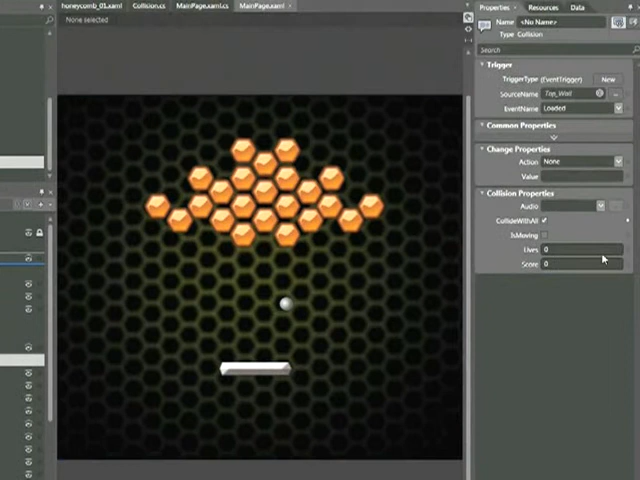 honeycomb_01.xaml Collision.cs MainPage.xaml.cs MainPage.xaml
None selected
Properties Resources Data
Name <No Name>
Type Collision
Search
Trigger
TriggerType (EventTrigger) New
SourceName Top_Wall
EventName Loaded
Common Properties
Change Properties
Action None
Value
Collision Properties
Audio
CollideWithAll
IsMoving
Lives 0
Score 0